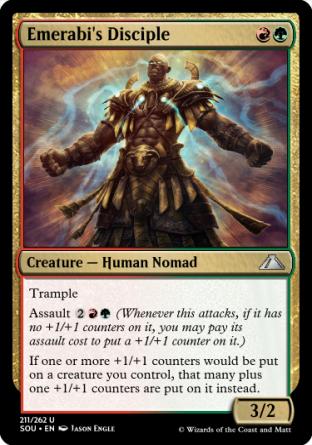 Emerabi's Disciple
Creature — Human Nomad
Trample
Assault 2 (Whenever this attacks, if it has
no +1/+1 counters on it, you may pay its
assault cost to put a +1/+1 counter on it.)
If one or more +1/+1 counters would be put
on a creature you control, that many plus
one +1/+1 counters are put on it instead.
3/2
211/262 U
SOU • EN Jason Engle
© Wizards of the Coast and Matt